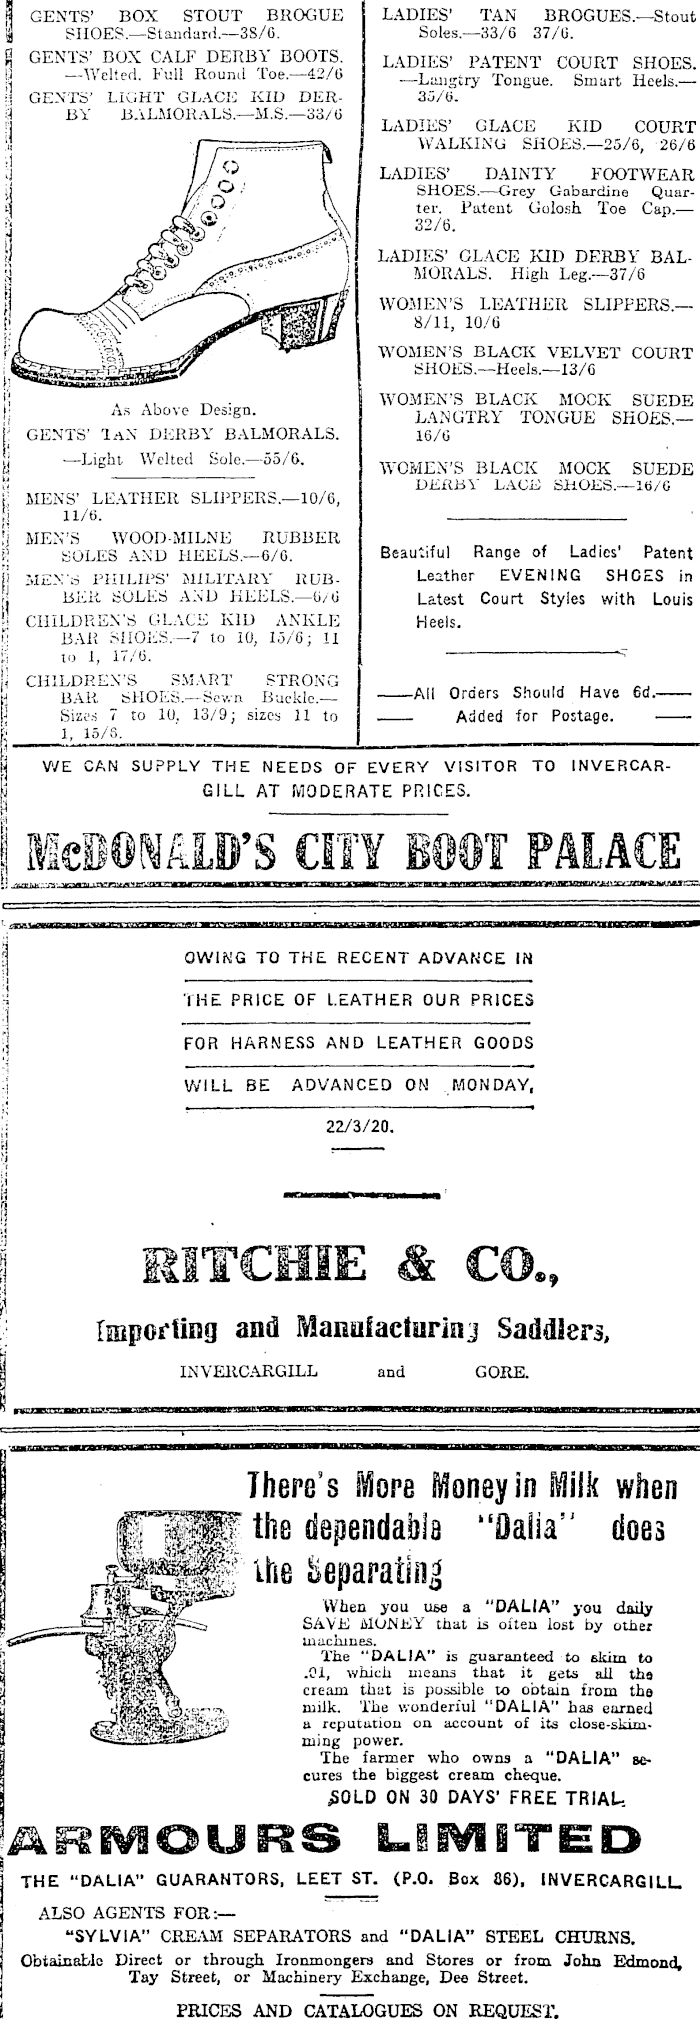 GENTS' BOX STOUT BROGUE
SHOES.—Standard.—38/6.
GENTS' BOX CALF DERBY BOOTS.
—Welted. Full Round Toe.—42/6
GENTS' LIGHT GLACE KID DER-
BY BALMORALS.—M.S.—33/6
As Above Design.
GENTS' TAN DERBY BALMORALS.
—Light Welted Sole.—55/6.
MENS' LEATHER SLIPPERS.—10/6,
11/6.
MEN'S WOOD-MILNE RUBBER
SOLES AND HEELS.—6/6.
MEN'S PHILIPS' MILITARY RUB-
BER SOLES AND HEELS.—6/6
CHILDREN'S GLACE KID ANKLE
BAR SHOES.—7 to 10, 15/6; 11
to 1, 17/6.
CHILDREN'S SMART STRONG
BAR SHOES.—Sewn Buckle.—
Sizes 7 to 10, 13/9; sizes 11 to
1, 15/6.
LADIES' TAN BROGUES.—Stout
Soles.—33/6 37/6.
LADIES' PATENT COURT SHOES.
—Langtry Tongue. Smart Heels.—
35/6.
LADIES' GLACE KID COURT
WALKING SHOES.—25/6, 26/6
LADIES' DAINTY FOOTWEAR
SHOES.—Grey Gabardine Quar-
ter. Patent Golosh Toe Cap.—
32/6.
LADIES' GLACE KID DERBY BAL-
MORALS. High Leg.—37/6
WOMEN'S LEATHER SLIPPERS.—
8/11, 10/6
WOMEN'S BLACK VELVET COURT
SHOES.—Heels.—13/6
WOMEN'S BLACK MOCK SUEDE
LANGTRY TONGUE SHOES.—
16/6
WOMEN'S BLACK MOCK SUEDE
DERBY LACE SHOES.—16/6
Beautiful Range of Ladies' Patent
Leather EVENING SHOES in
Latest Court Styles with Louis
Heels.
—All Orders Should Have 6d.—
— Added for Postage. —
WE CAN SUPPLY THE NEEDS OF EVERY VISITOR TO INVERCAR-
GILL AT MODERATE PRICES.
McDONALD'S CITY BOOT PALACE
OWING TO THE RECENT ADVANCE IN
THE PRICE OF LEATHER OUR PRICES
FOR HARNESS AND LEATHER GOODS
WILL BE ADVANCED ON MONDAY,
22/3/20.
RITCHIE & CO.,
Importing and Manufacturing Saddlers,
INVERCARGILL and GORE.
There's More Money in Milk when
the dependable "Dalia" does
the Separating
When you use a "DALIA" you daily
SAVE MONEY that is often lost by other
machines.
The "DALIA" is guaranteed to skim to
.01, which means that it gets all the
cream that is possible to obtain from the
milk. The wonderful "DALIA" has earned
a reputation on account of its close-skim-
ming power.
The farmer who owns a "DALIA" se-
cures the biggest cream cheque.
SOLD ON 30 DAYS' FREE TRIAL.
ARMOURS LIMITED
THE "DALIA" GUARANTORS, LEET ST. (P.O. Box 86), INVERCARGILL
ALSO AGENTS FOR:—
"SYLVIA" CREAM SEPARATORS and "DALIA" STEEL CHURNS.
Obtainable Direct or through Ironmongers and Stores or from John Edmond,
Tay Street, or Machinery Exchange, Dee Street.
PRICES AND CATALOGUES ON REQUEST.